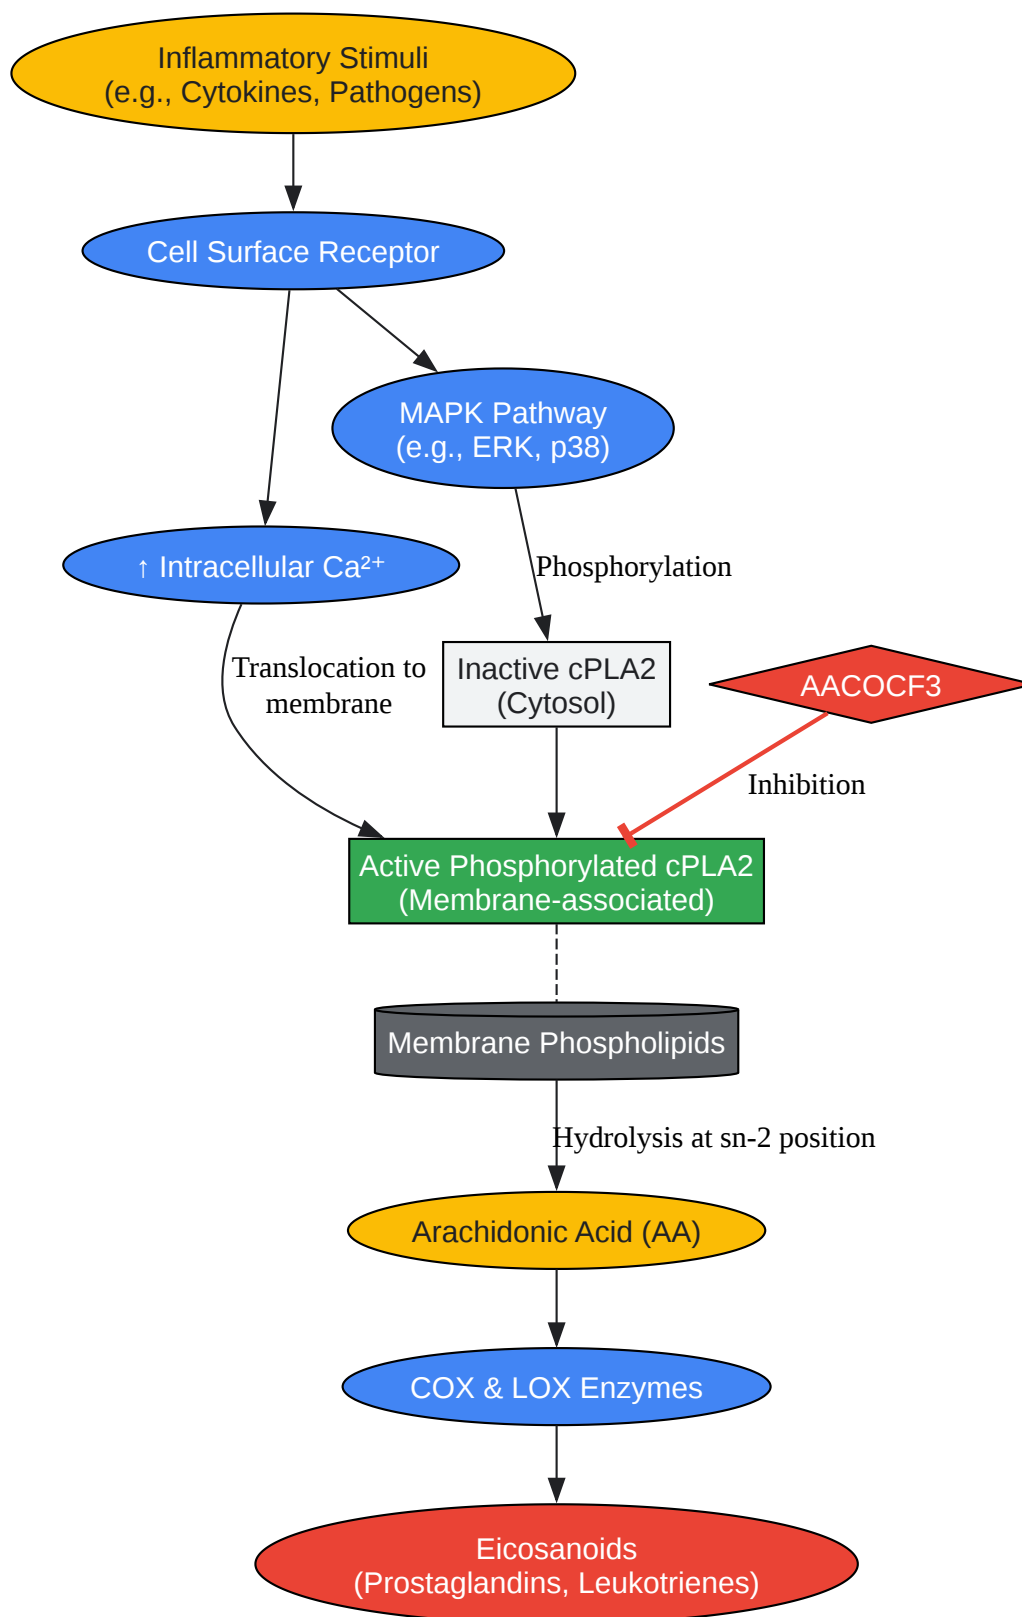 Inflammatory Stimuli
(e.g., Cytokines, Pathogens)
Cell Surface Receptor
MAPK Pathway
(e.g., ERK, p38)
↑ Intracellular Ca²⁺
Phosphorylation
Translocation to
membrane
Inactive cPLA2
(Cytosol)
AACOCF3
Inhibition
Active Phosphorylated cPLA2
(Membrane-associated)
Membrane Phospholipids
Hydrolysis at sn-2 position
Arachidonic Acid (AA)
COX & LOX Enzymes
Eicosanoids
(Prostaglandins, Leukotrienes)